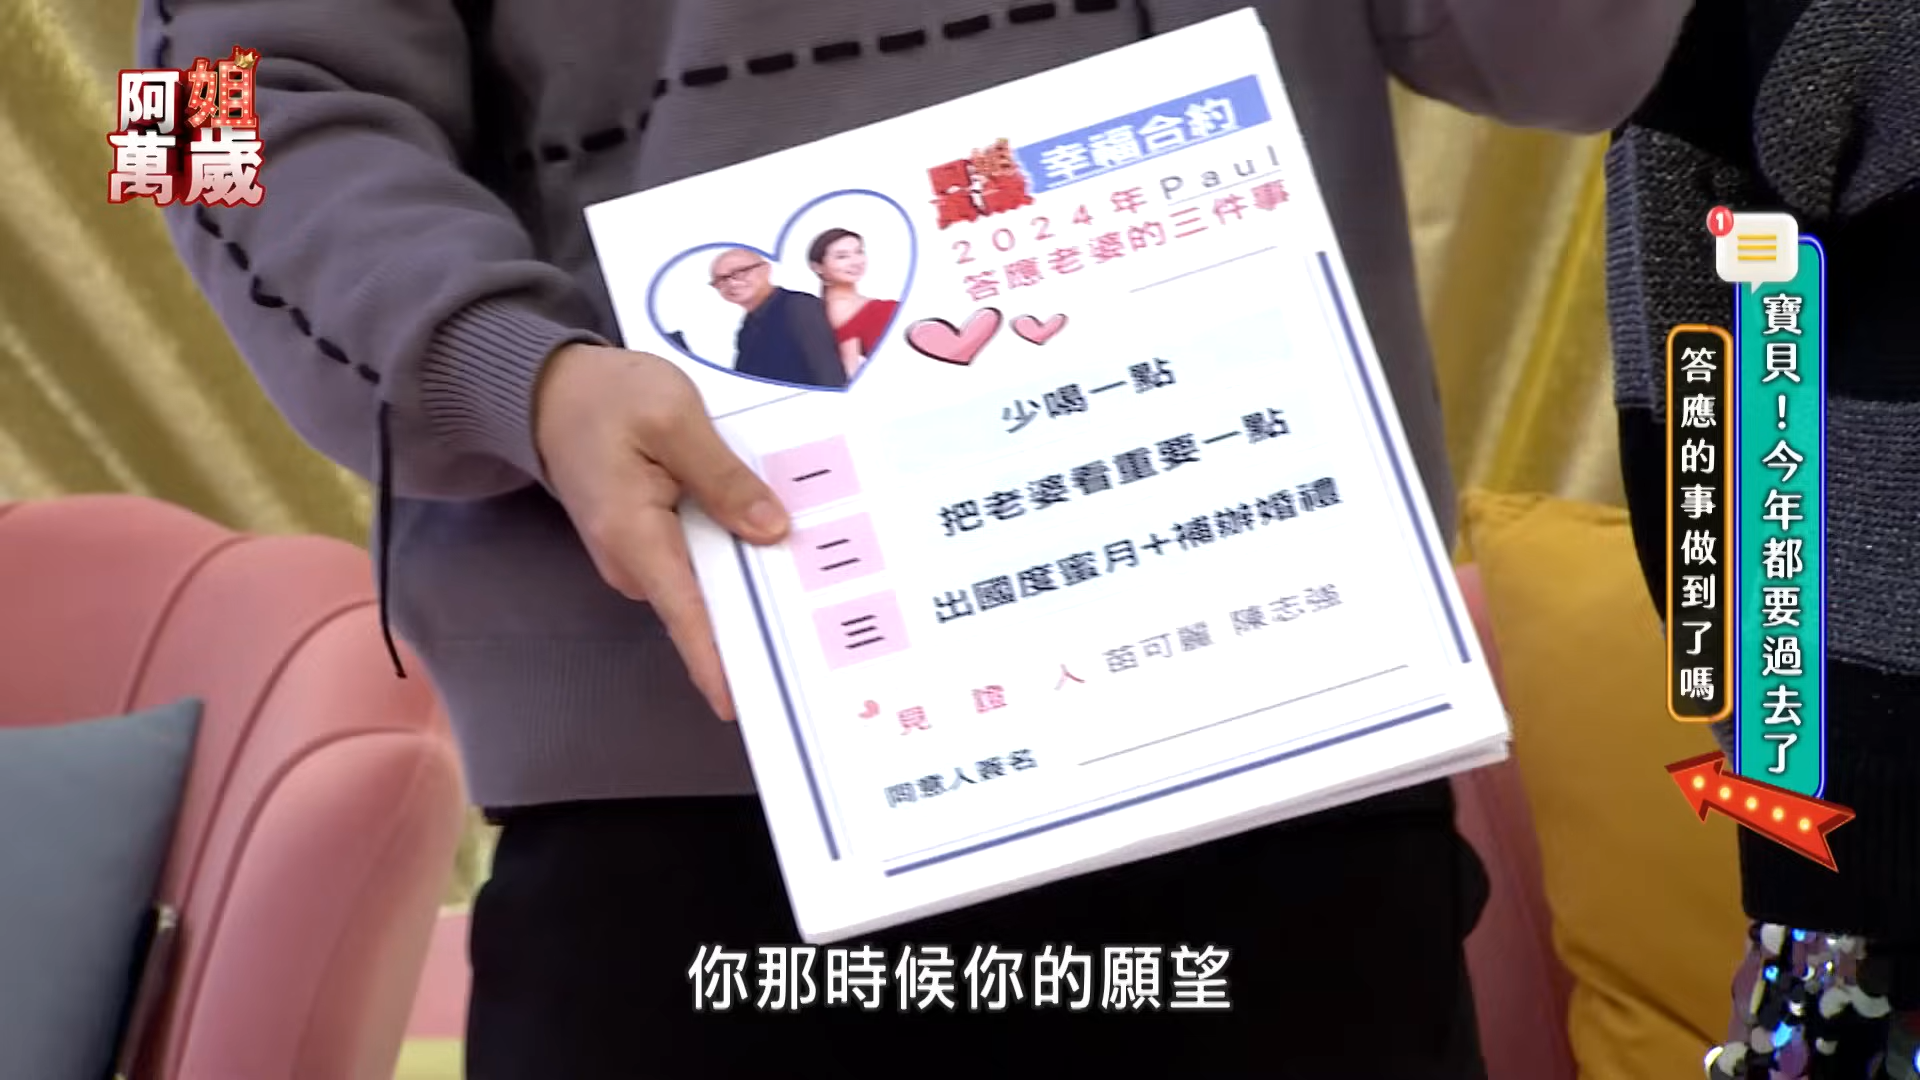 阿姐
萬歲
幸福合約
2024年Paul
答應老婆的三件事
一 少喝一點
二 把老婆看重要一點
三 出國度蜜月+補辦婚禮
見證人 苗可麗 陳志強
同意人簽名
1
寶貝！今年都要過去了
答應的事做到了嗎
你那時候你的願望